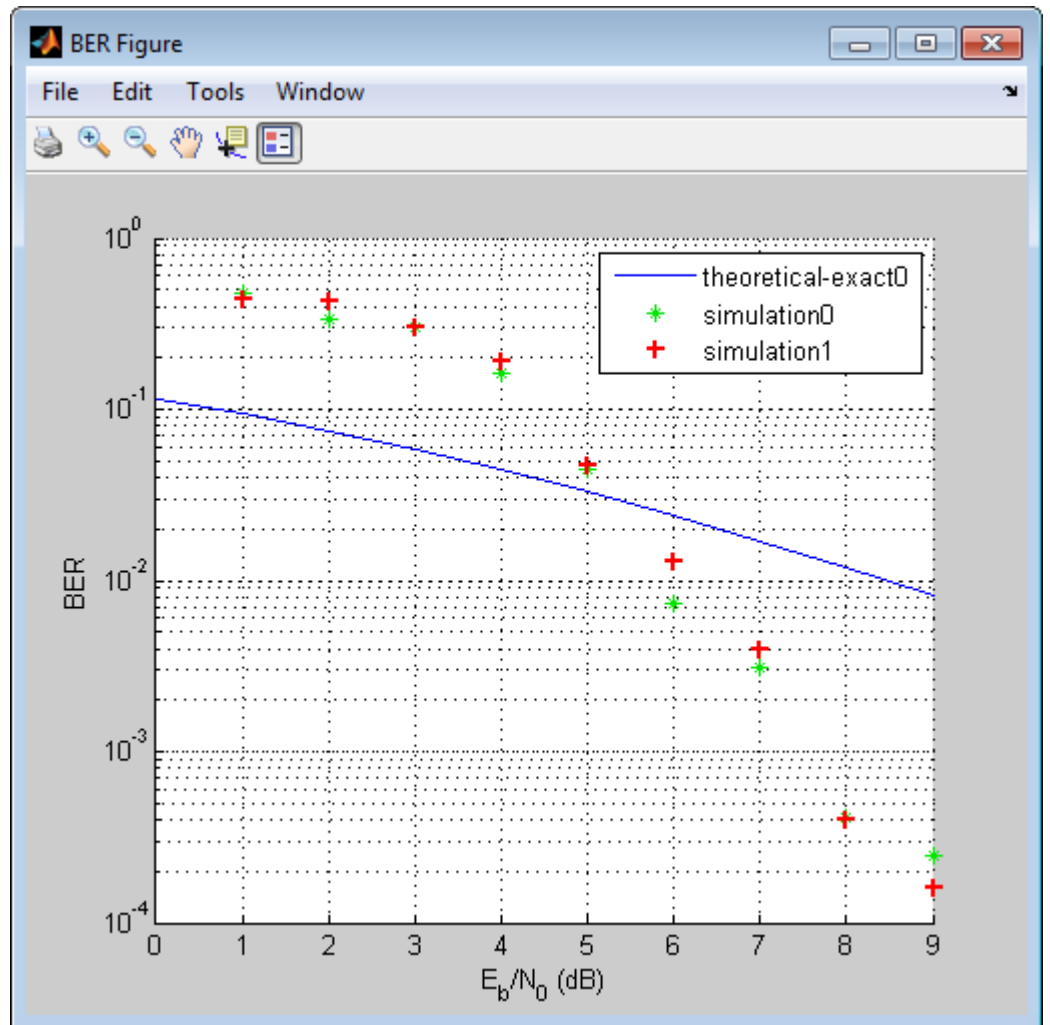 BER Figure
File Edit Tools Window
10^0
10^-1
10^-2
10^-3
10^-4
BER
theoretical-exact0
simulation0
simulation1
0 1 2 3 4 5 6 7 8 9
E_b/N_0 (dB)